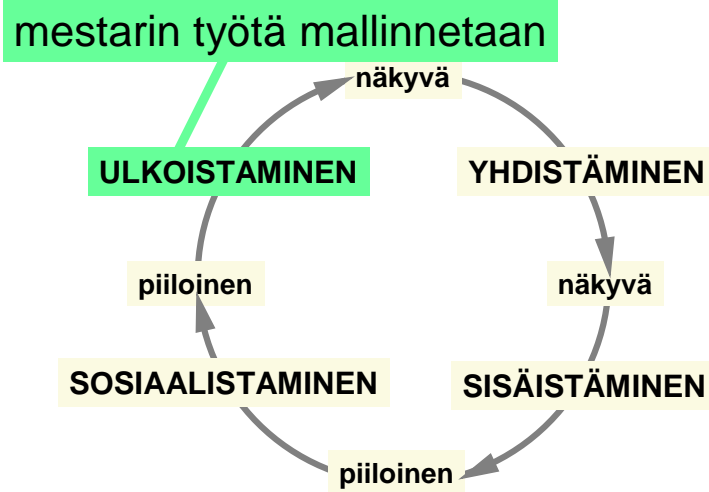 mestarin työtä mallinnetaan
näkyvä
ULKOISTAMINEN
YHDISTÄMINEN
piiloinen
näkyvä
SOSIAALISTAMINEN
SISÄISTÄMINEN
piiloinen